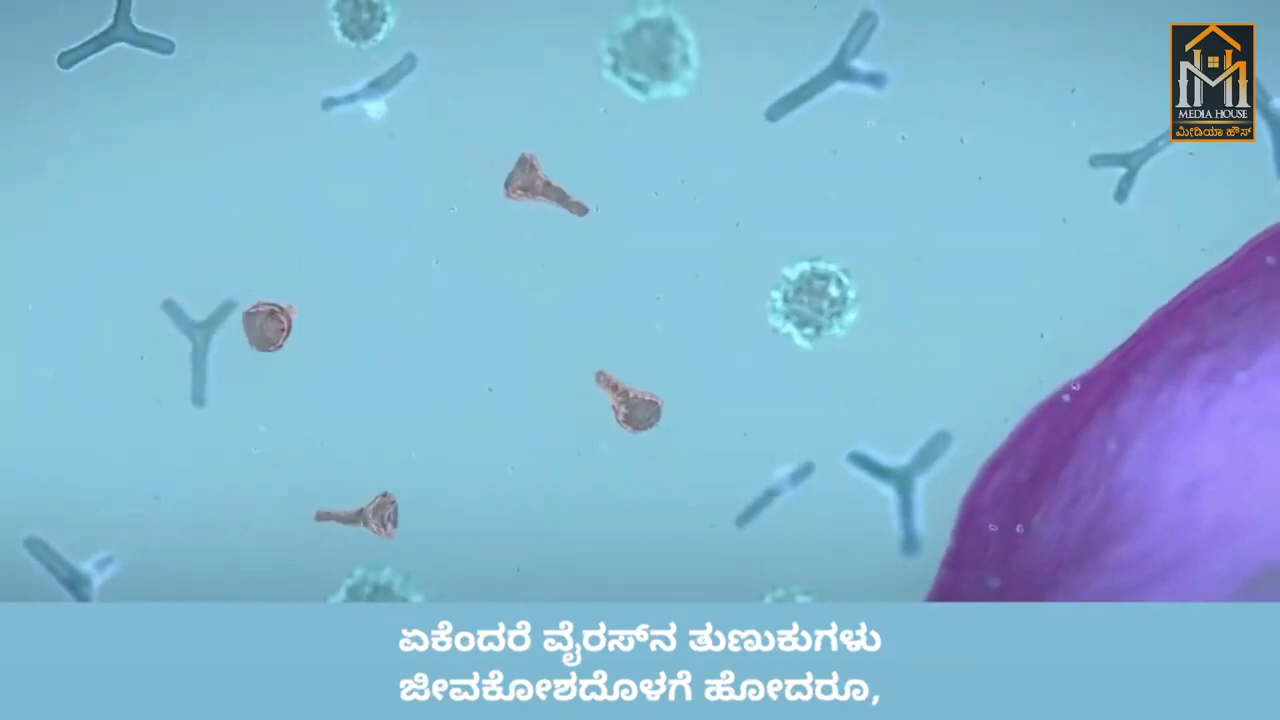 MEDIA HOUSE
ಮೀಡಿಯಾ ಹೌಸ್
ಏಕೆಂದರೆ ವೈರಸ್‌ನ ತುಣುಕುಗಳು
ಜೀವಕೋಶದೊಳಗೆ ಹೋದರೂ,